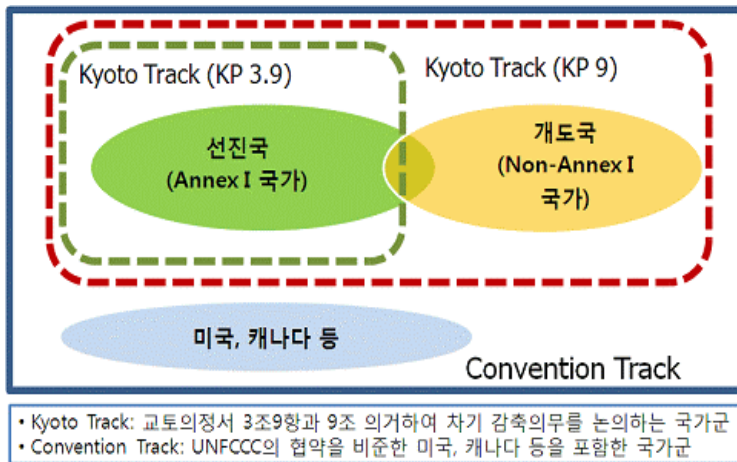 Kyoto Track (KP 3.9)
Kyoto Track (KP 9)
선진국
(Annex I 국가)
개도국
(Non-Annex I
국가)
미국, 캐나다 등
Convention Track
• Kyoto Track: 교토의정서 3조9항과 9조 의거하여 차기 감축의무를 논의하는 국가군
• Convention Track: UNFCCC의 협약을 비준한 미국, 캐나다 등을 포함한 국가군